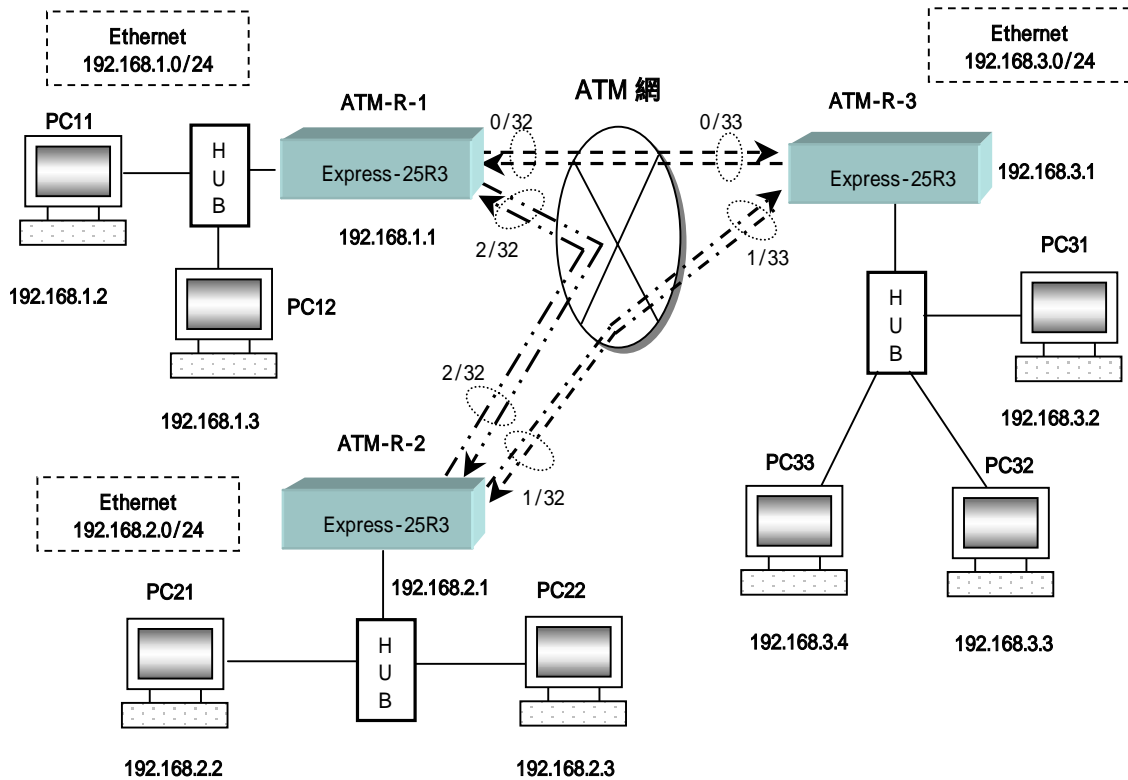 Ethernet
192.168.1.0/24
Ethernet
192.168.3.0/24
ATM 網
ATM-R-1
ATM-R-3
PC11
H
U
B
Express-25R3
0/32
0/33
Express-25R3
192.168.3.1
192.168.1.1
2/32
1/33
PC31
192.168.1.2
PC12
H
U
B
192.168.1.3
2/32
192.168.3.2
ATM-R-2
PC33
PC32
Ethernet
192.168.2.0/24
Express-25R3
1/32
192.168.2.1
PC21
PC22
H
U
B
192.168.3.4
192.168.3.3
192.168.2.2
192.168.2.3